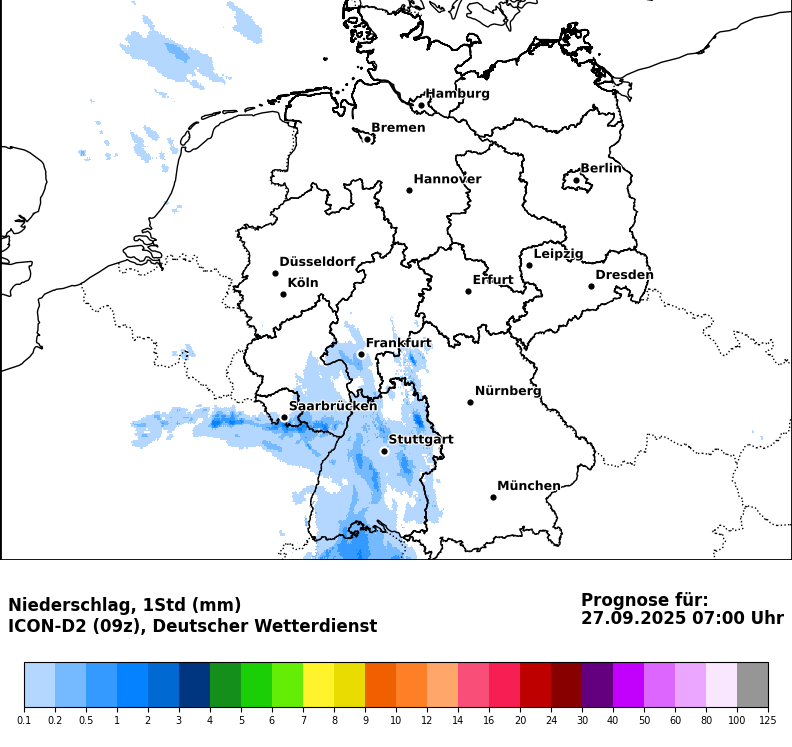 Hamburg
Bremen
Berlin
Hannover
Leipzig
Düsseldorf
Dresden
Köln
Erfurt
Frankfurt
Nürnberg
Saarbrücken
Stuttgart
München
Niederschlag, 1Std (mm)
ICON-D2 (09z), Deutscher Wetterdienst
Prognose für:
27.09.2025 07:00 Uhr
0.1 0.2 0.5 1 2 3 4 5 6 7 8 9 10 12 14 16 20 24 30 40 50 60 80 100 125